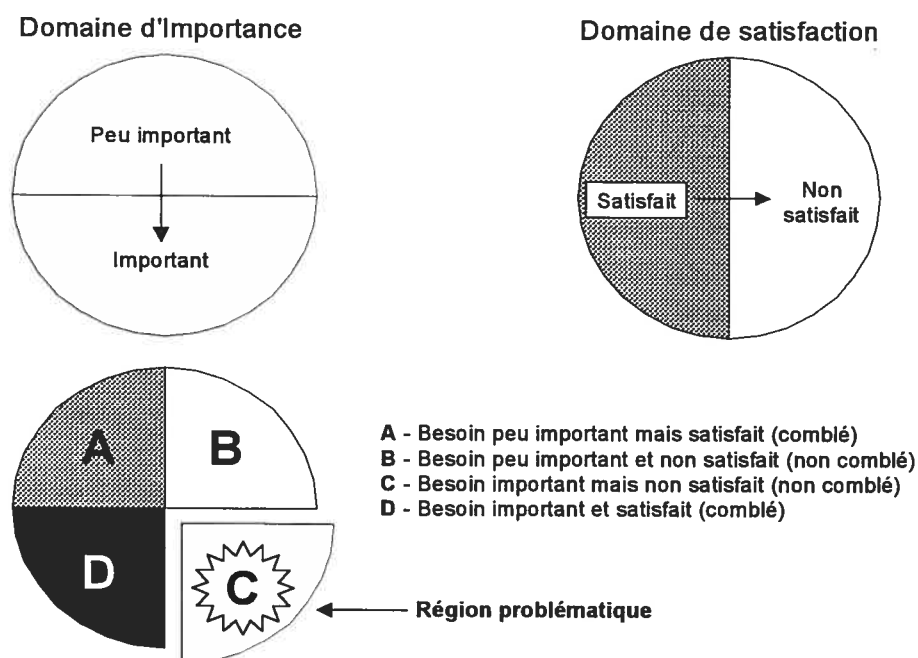 Domaine d'Importance
Domaine de satisfaction
Peu important
Important
Satisfait
Non
satisfait
A
B
D
C
A - Besoin peu important mais satisfait (comblé)
B - Besoin peu important et non satisfait (non comblé)
C - Besoin important mais non satisfait (non comblé)
D - Besoin important et satisfait (comblé)
Région problématique